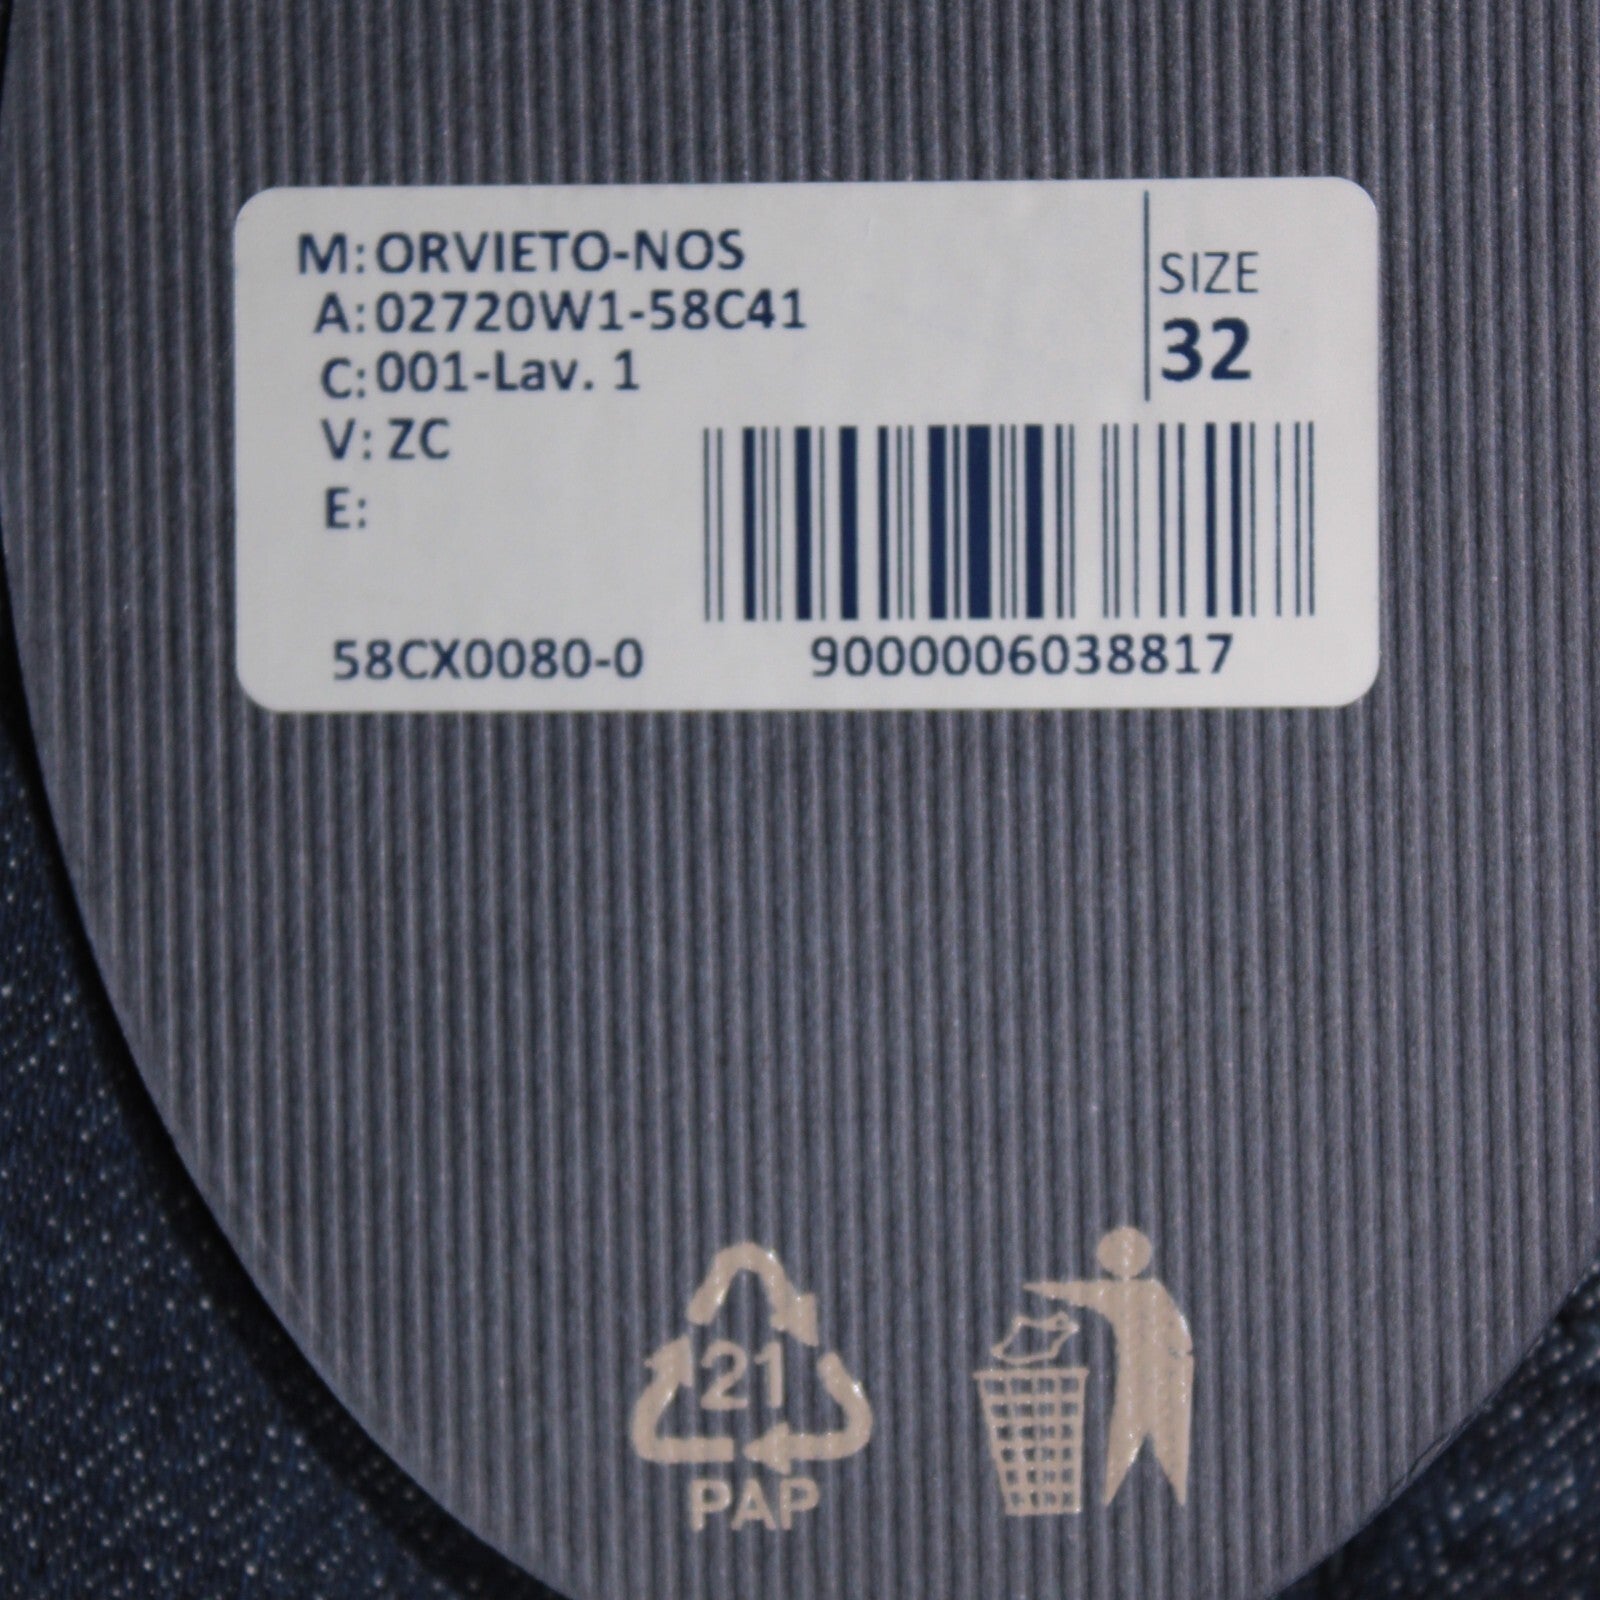 M: ORVIETO-NOS
A: 02720W1-58C41
C: 001-Lav. 1
V: ZC
E:
SIZE
32
58CX0080-0
9000006038817
21
PAP